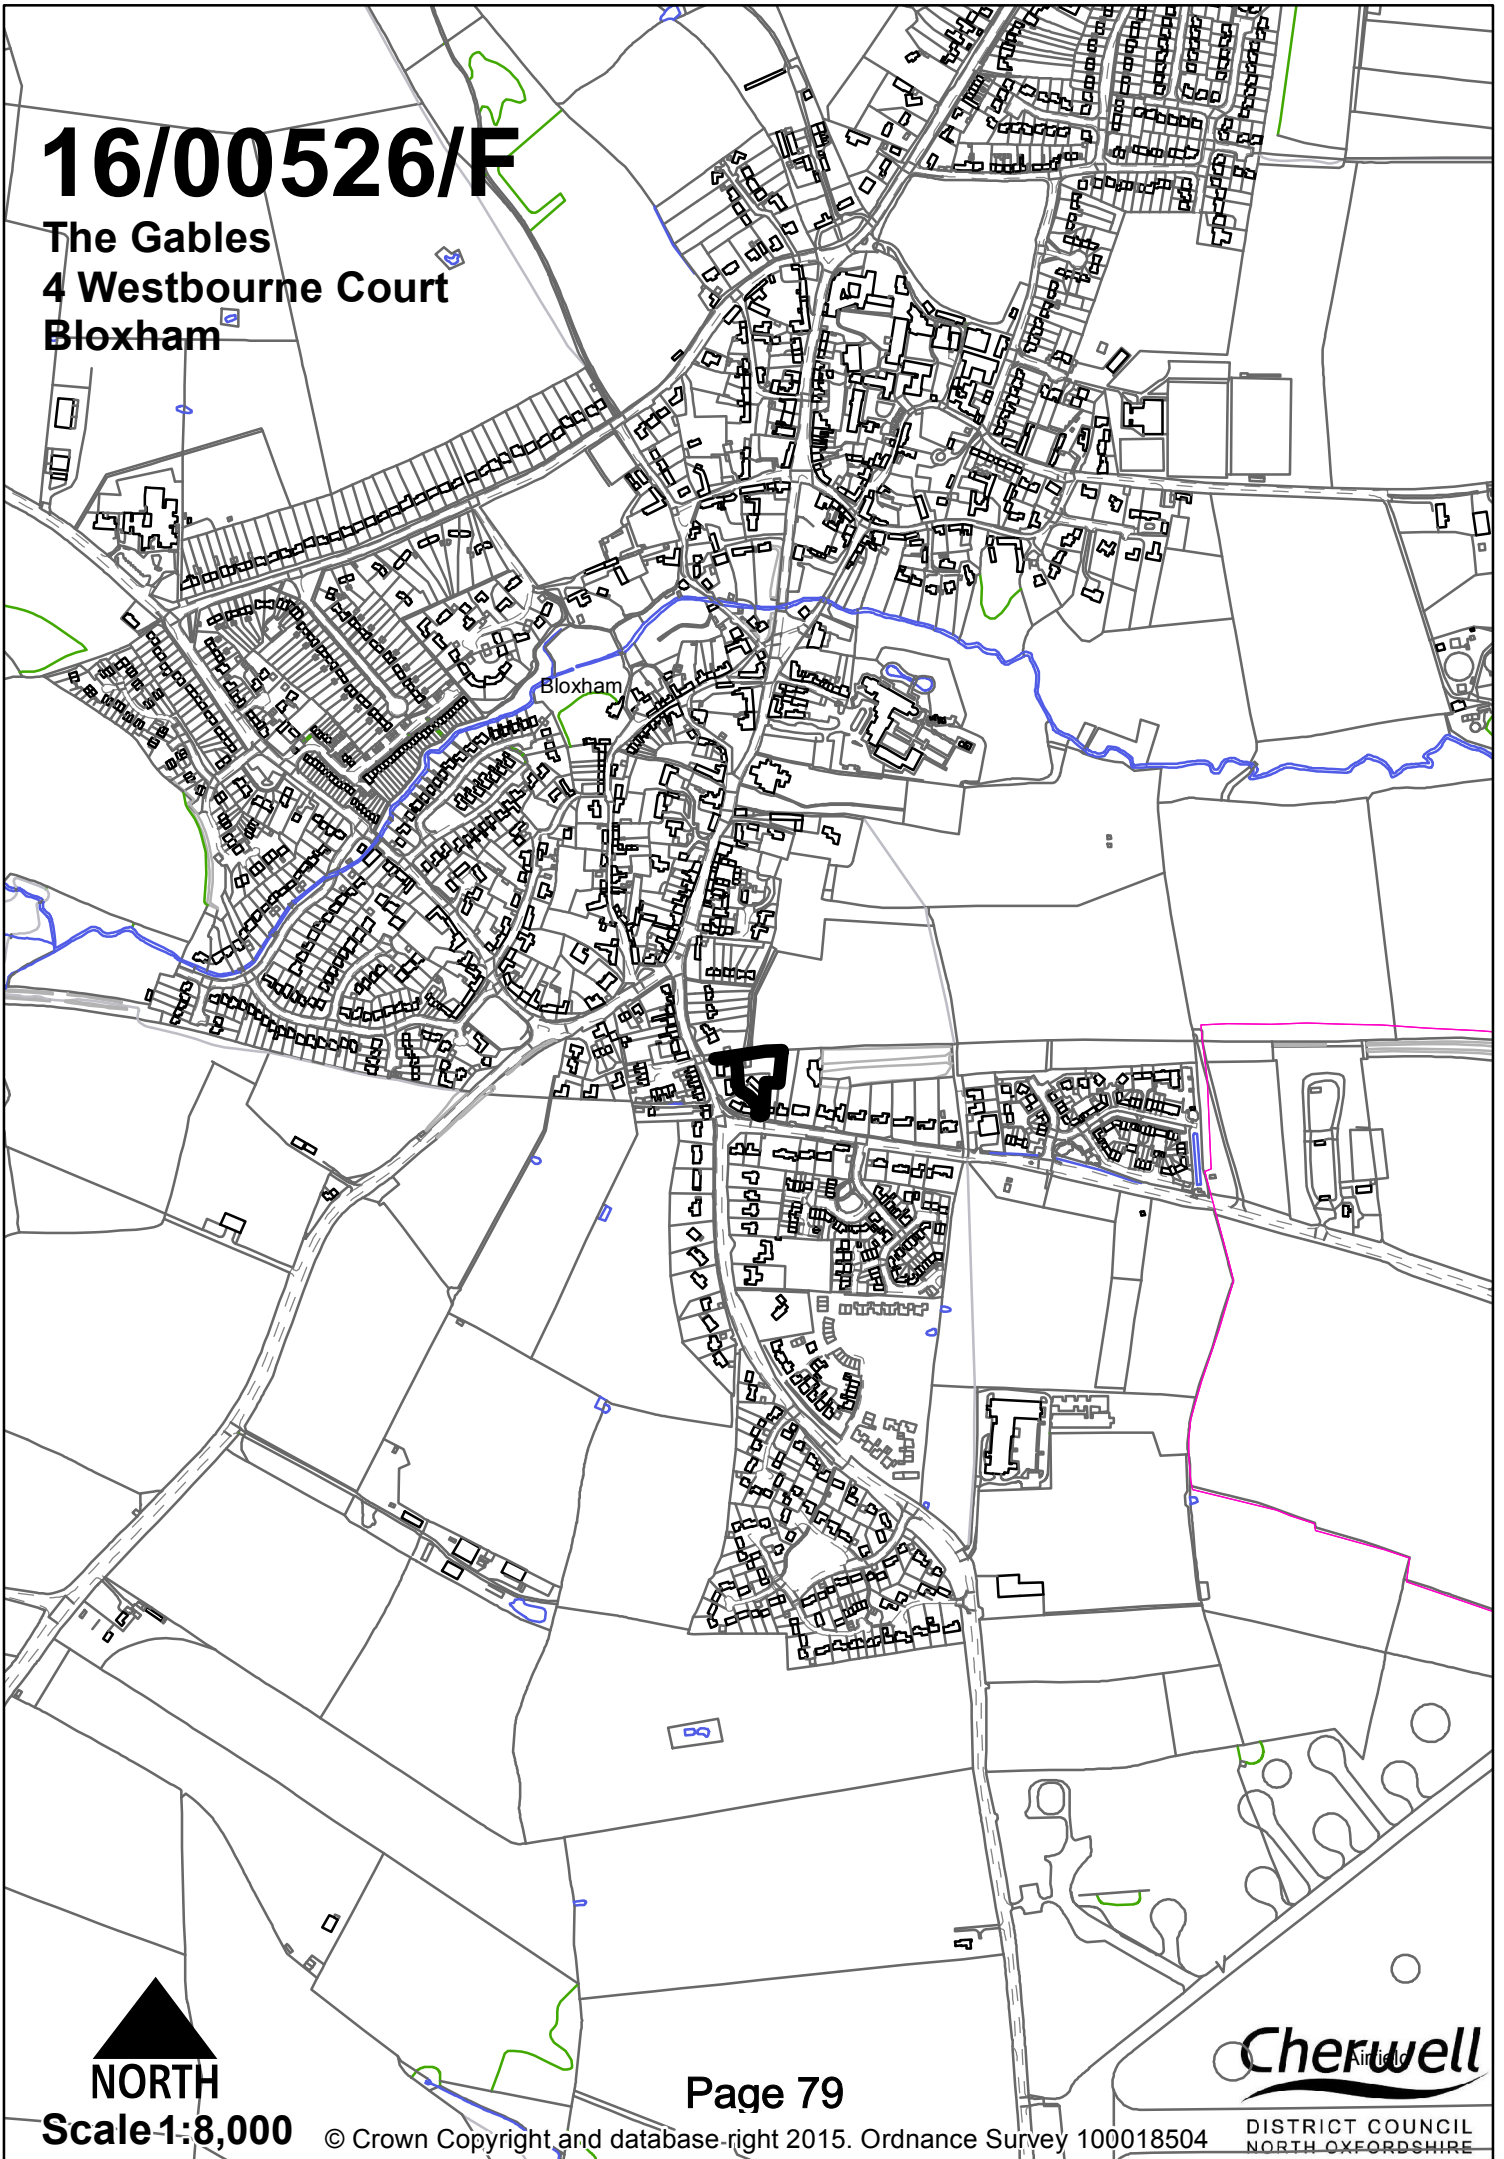 16/00526/F
The Gables
4 Westbourne Court
Bloxham
Bloxham
NORTH
Scale 1:8,000
Page 79
© Crown Copyright and database right 2015. Ordnance Survey 100018504
Airfield
Cherwell
DISTRICT COUNCIL
NORTH OXFORDSHIRE